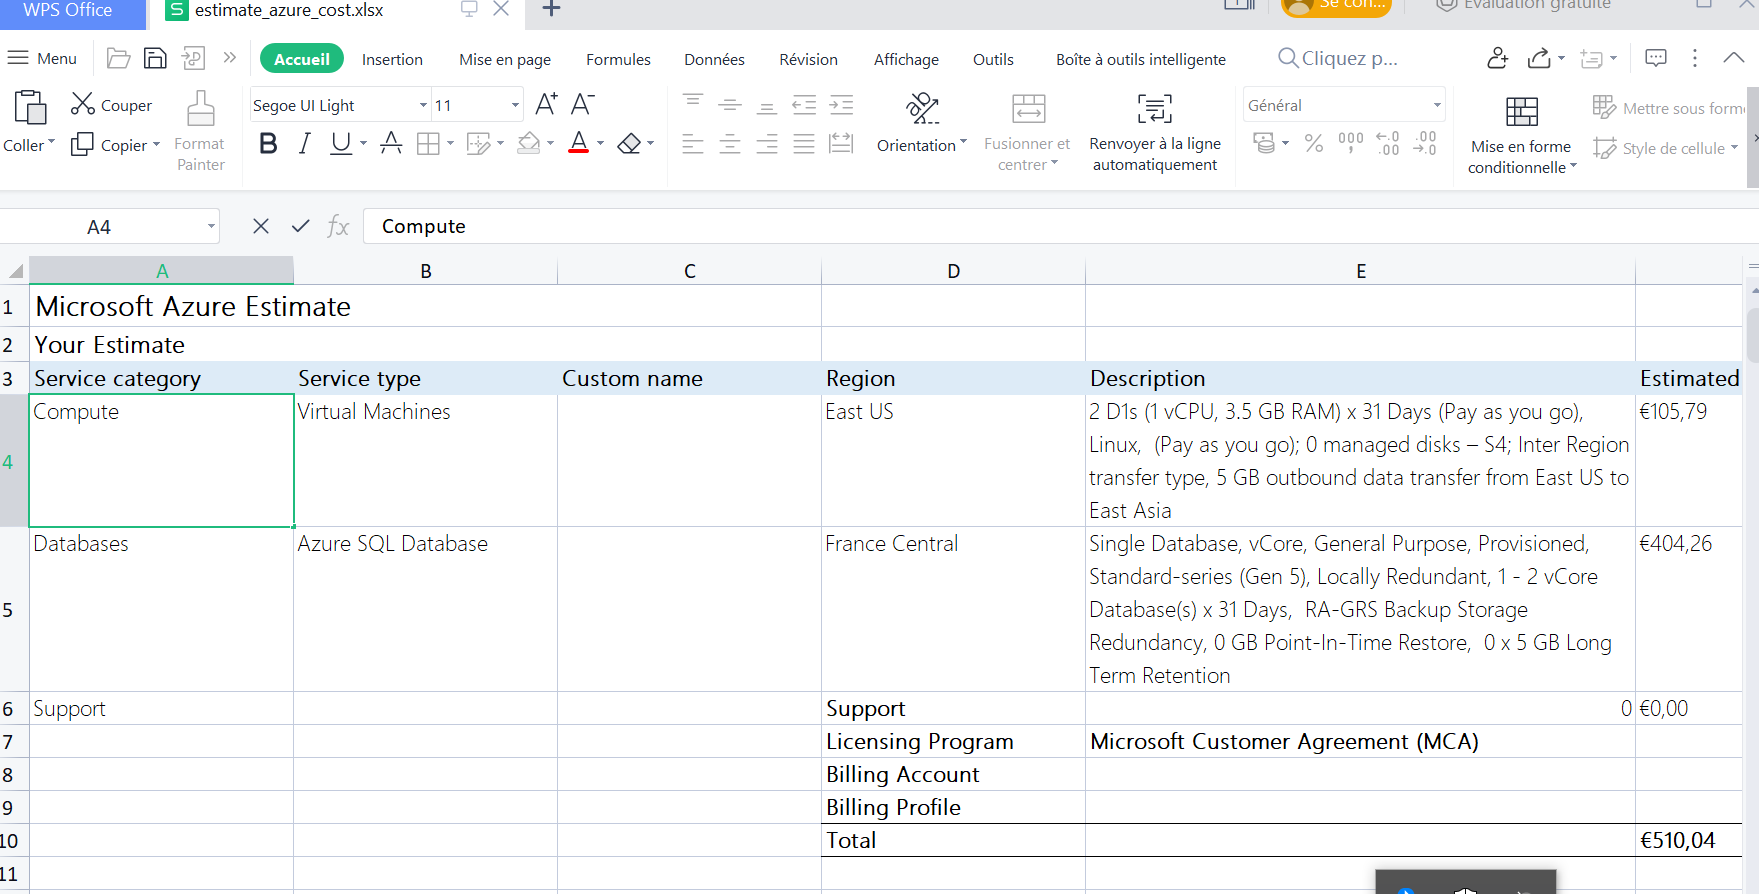 WPS Office
estimate_azure_cost.xlsx
Se con...
Évaluation gratuite
Menu
Accueil
Insertion
Mise en page
Formules
Données
Révision
Affichage
Outils
Boîte à outils intelligente
Cliquez p...
Coller
Couper
Copier
Format
Painter
Segoe UI Light
11
A+ A-
B I U A
A
Orientation
Fusionner et
centrer
Renvoyer à la ligne
automatiquement
Général
% 000 ←.0 .00
.00 →.0
Mise en forme
conditionnelle
Mettre sous form
Style de cellule
A4
fx
Compute
A B C D E
1 Microsoft Azure Estimate
2 Your Estimate
3 Service category Service type Custom name Region Description Estimated
4 Compute Virtual Machines East US 2 D1s (1 vCPU, 3.5 GB RAM) x 31 Days (Pay as you go), €105,79
Linux,  (Pay as you go); 0 managed disks – S4; Inter Region
transfer type, 5 GB outbound data transfer from East US to
East Asia
5 Databases Azure SQL Database France Central Single Database, vCore, General Purpose, Provisioned, €404,26
Standard-series (Gen 5), Locally Redundant, 1 - 2 vCore
Database(s) x 31 Days,  RA-GRS Backup Storage
Redundancy, 0 GB Point-In-Time Restore,  0 x 5 GB Long
Term Retention
6 Support Support 0 €0,00
7 Licensing Program Microsoft Customer Agreement (MCA)
8 Billing Account
9 Billing Profile
10 Total €510,04
11